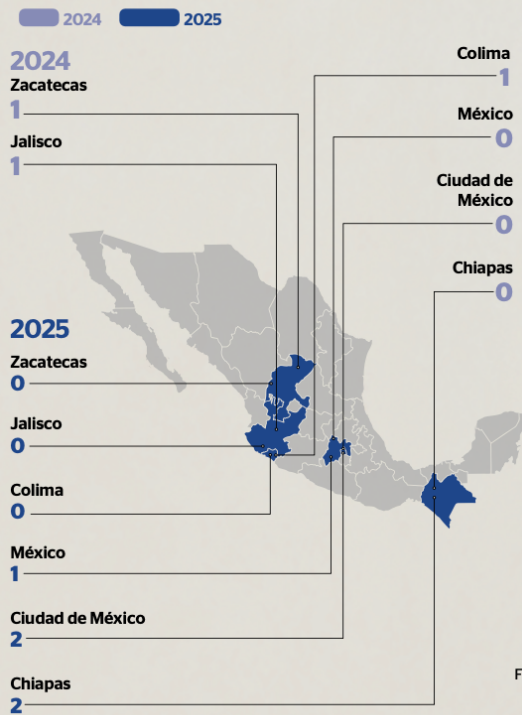 2024 2025
2024
Zacatecas
1
Jalisco
1
Colima
1
México
0
Ciudad de
México
0
Chiapas
0
2025
Zacatecas
0
Jalisco
0
Colima
0
México
1
Ciudad de México
2
Chiapas
2
F